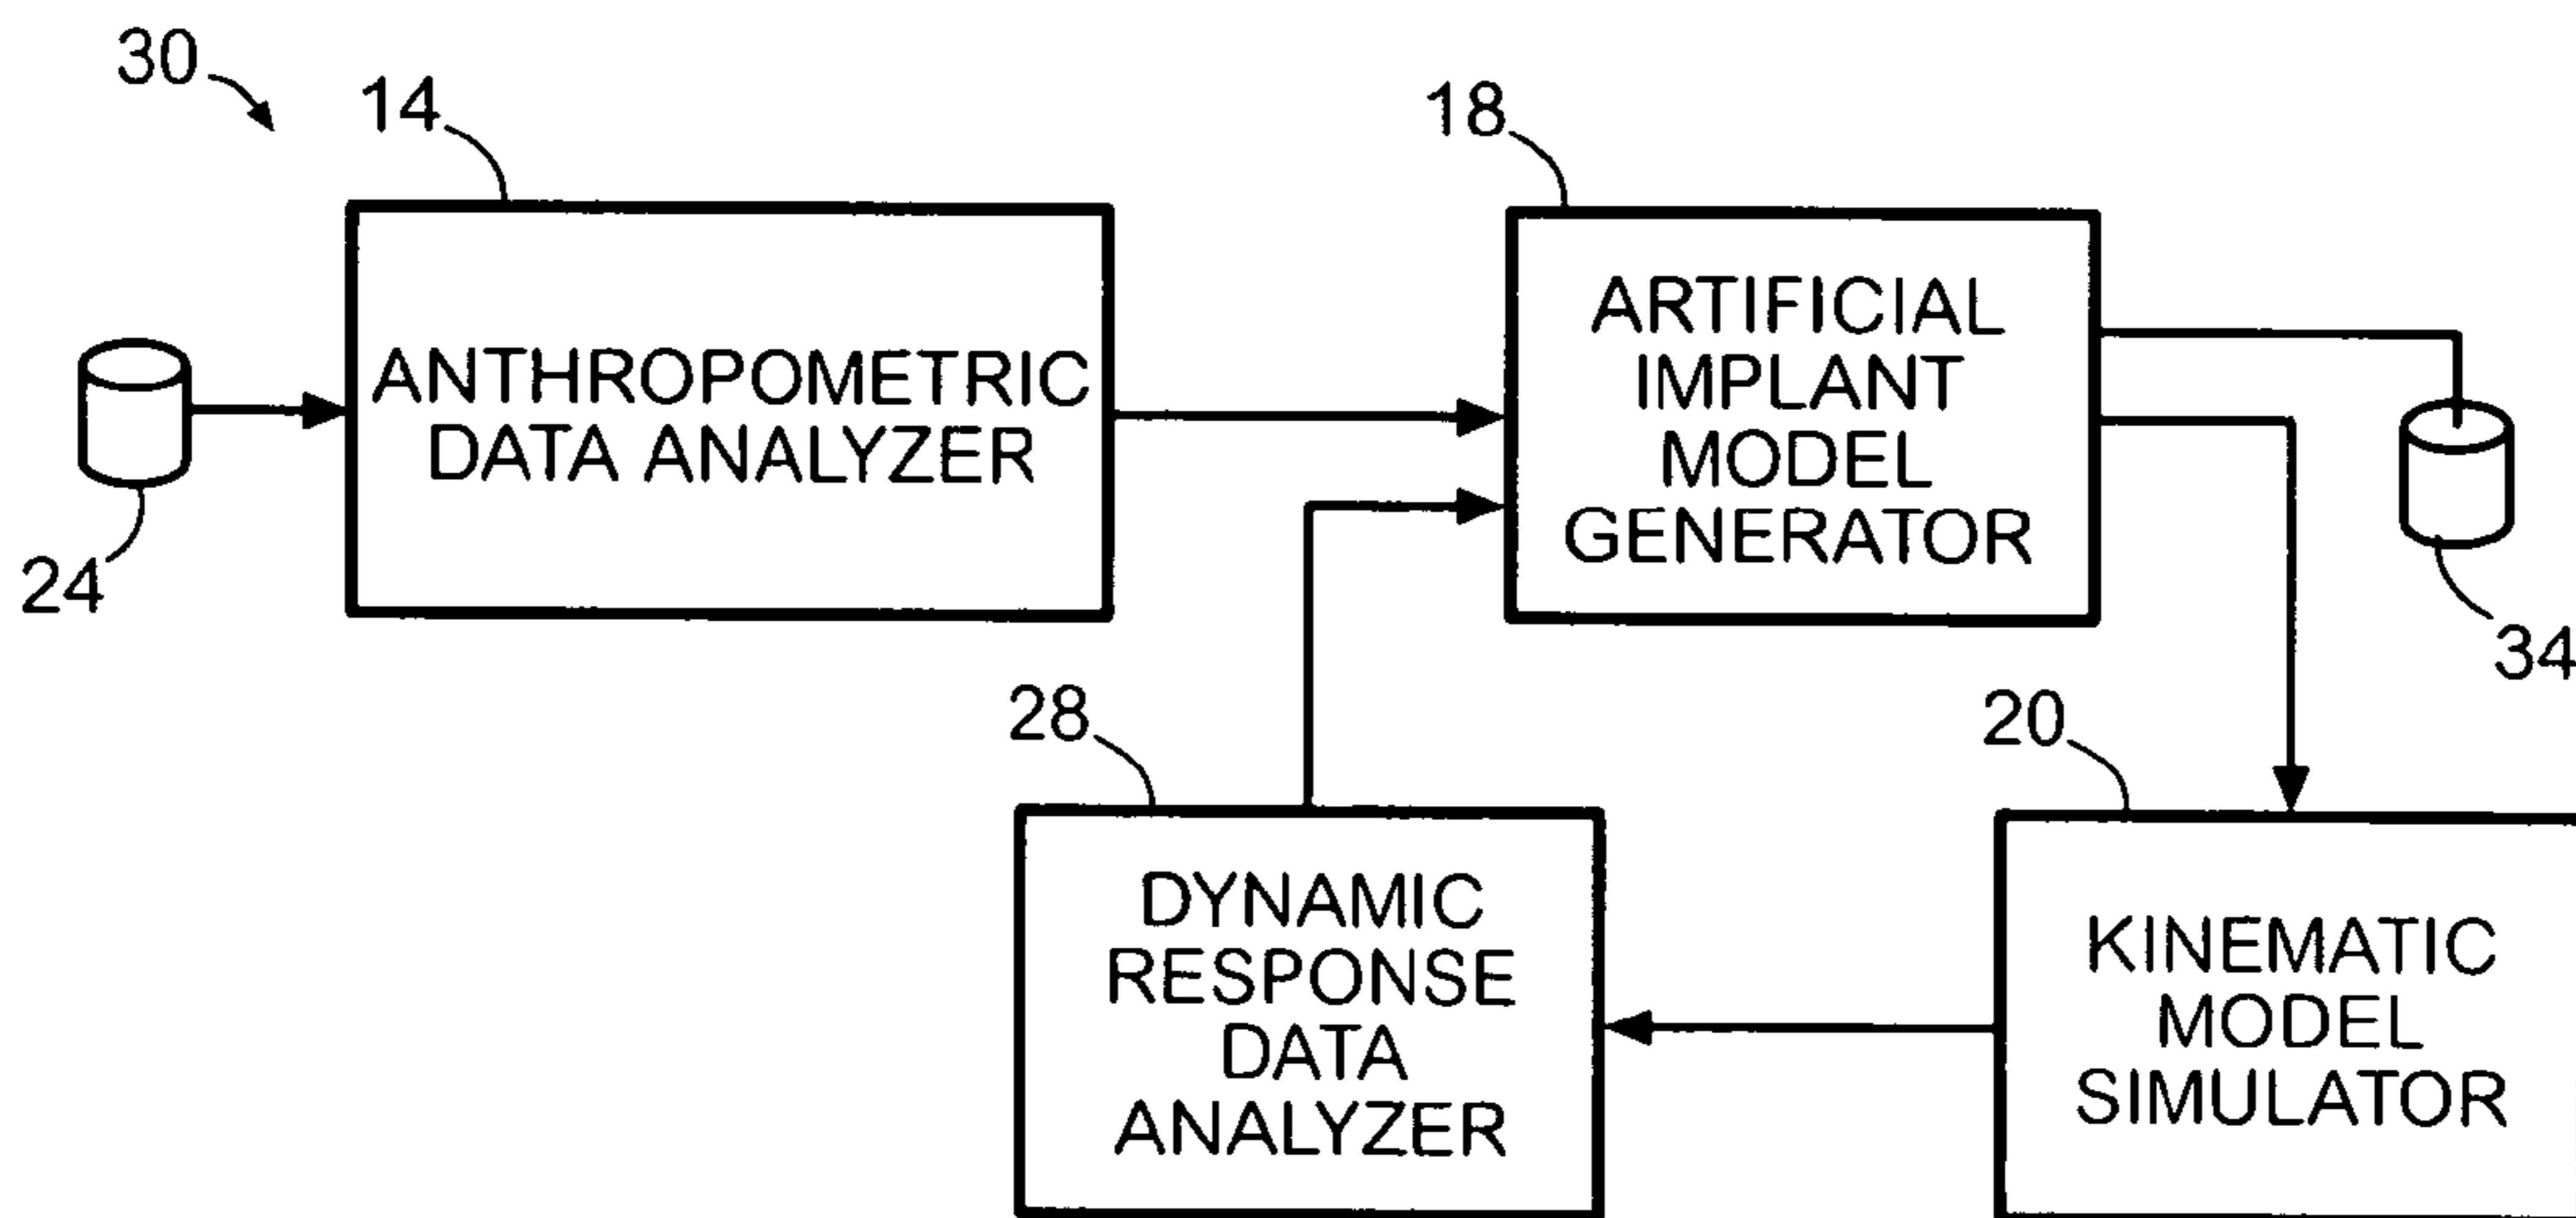 30
14
18
ANTHROPOMETRIC
DATA ANALYZER
ARTIFICIAL
IMPLANT
MODEL
GENERATOR
24
34
28
20
DYNAMIC
RESPONSE
DATA
ANALYZER
KINEMATIC
MODEL
SIMULATOR